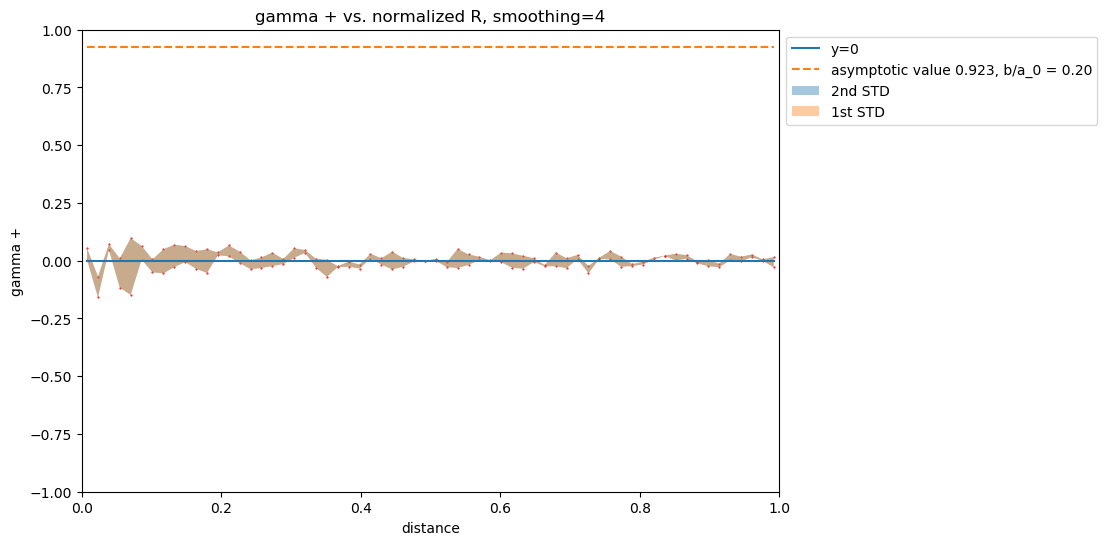 gamma + vs. normalized R, smoothing=4
1.00
0.75
0.50
0.25
0.00
−0.25
−0.50
−0.75
−1.00
gamma +
0.0
0.2
0.4
0.6
0.8
1.0
distance
y=0
asymptotic value 0.923, b/a_0 = 0.20
2nd STD
1st STD